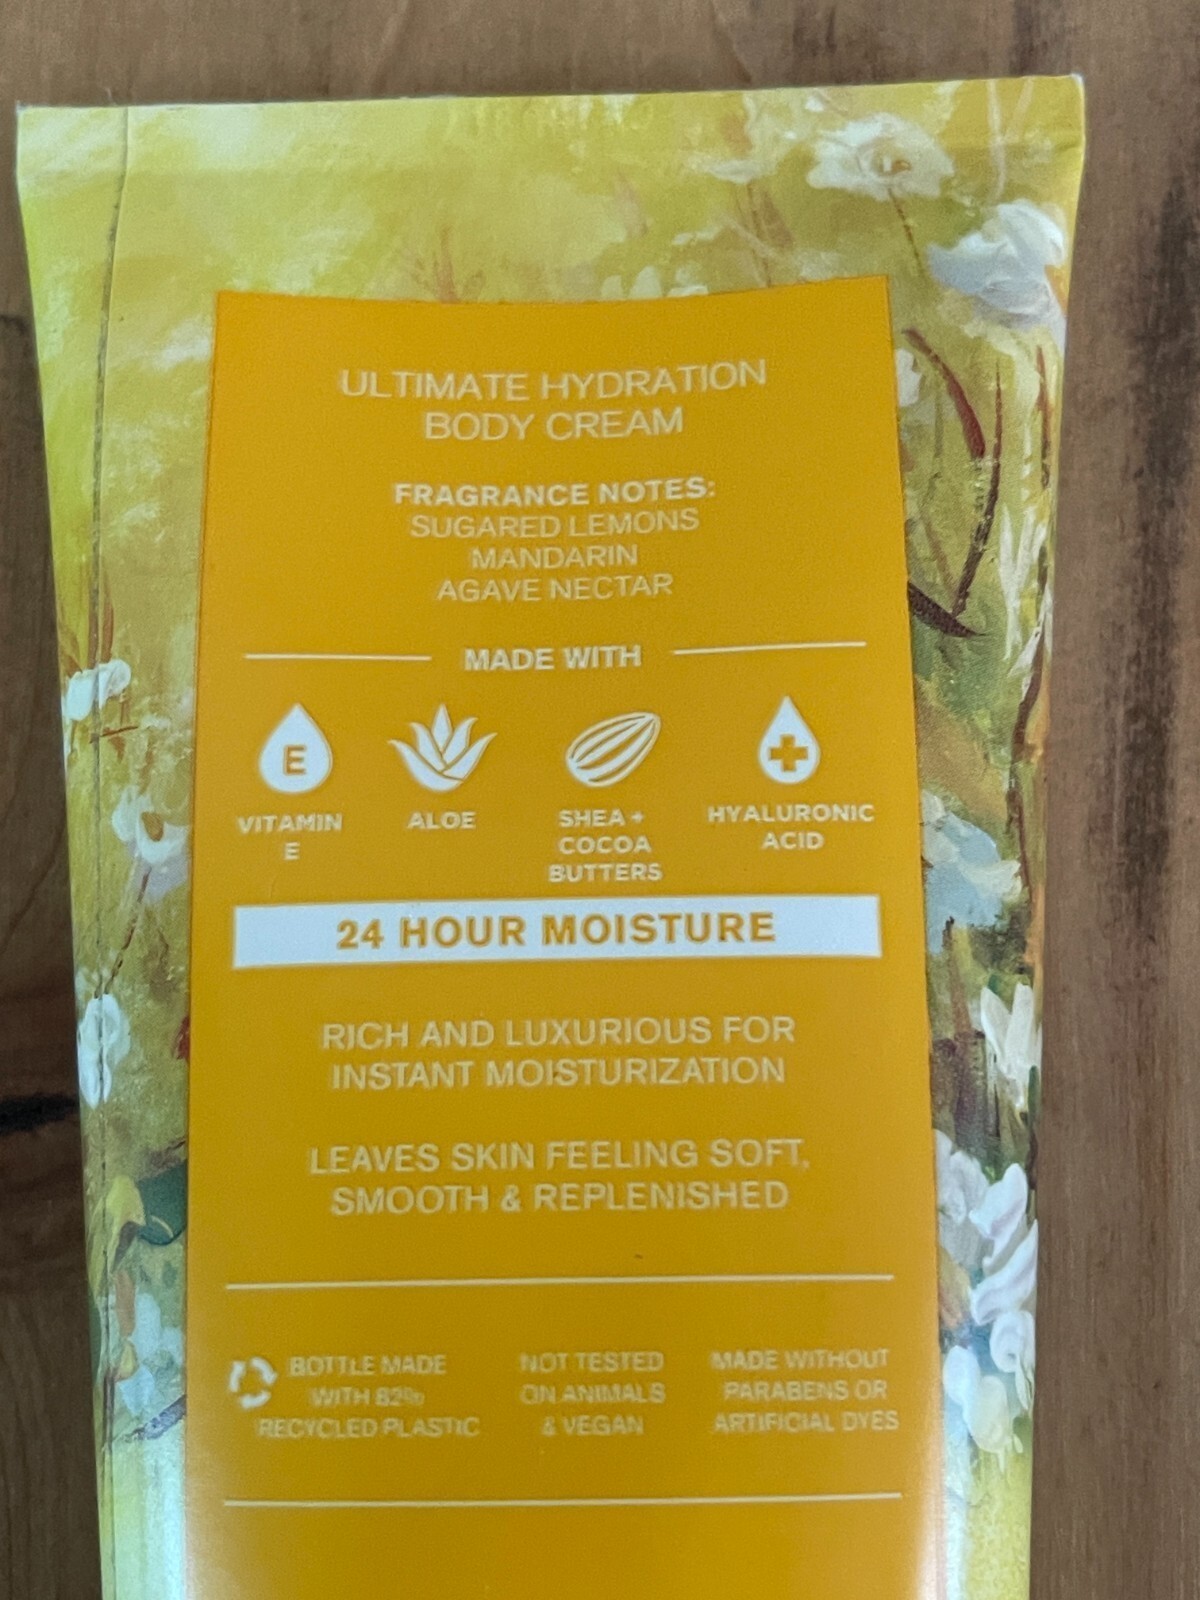 ULTIMATE HYDRATION
BODY CREAM
FRAGRANCE NOTES:
SUGARED LEMONS
MANDARIN
AGAVE NECTAR
MADE WITH
E
VITAMIN
E
ALOE
SHEA +
COCOA
BUTTERS
HYALURONIC
ACID
24 HOUR MOISTURE
RICH AND LUXURIOUS FOR
INSTANT MOISTURIZATION
LEAVES SKIN FEELING SOFT,
SMOOTH & REPLENISHED
BOTTLE MADE
WITH 82%
RECYCLED PLASTIC
NOT TESTED
ON ANIMALS
& VEGAN
MADE WITHOUT
PARABENS OR
ARTIFICIAL DYES